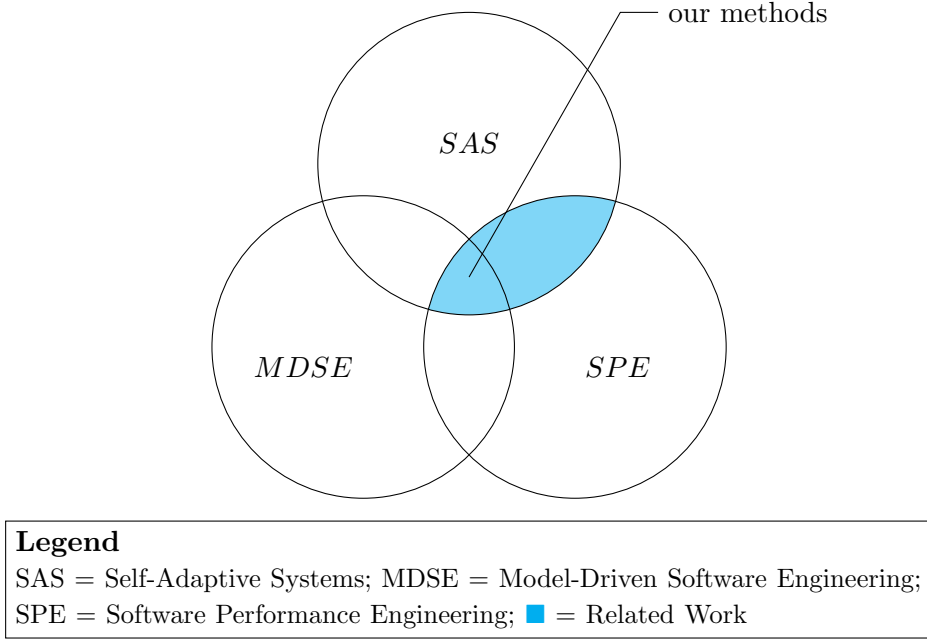 our methods
SAS
MDSE
SPE
Legend
SAS = Self-Adaptive Systems; MDSE = Model-Driven Software Engineering;
SPE = Software Performance Engineering; ■ = Related Work